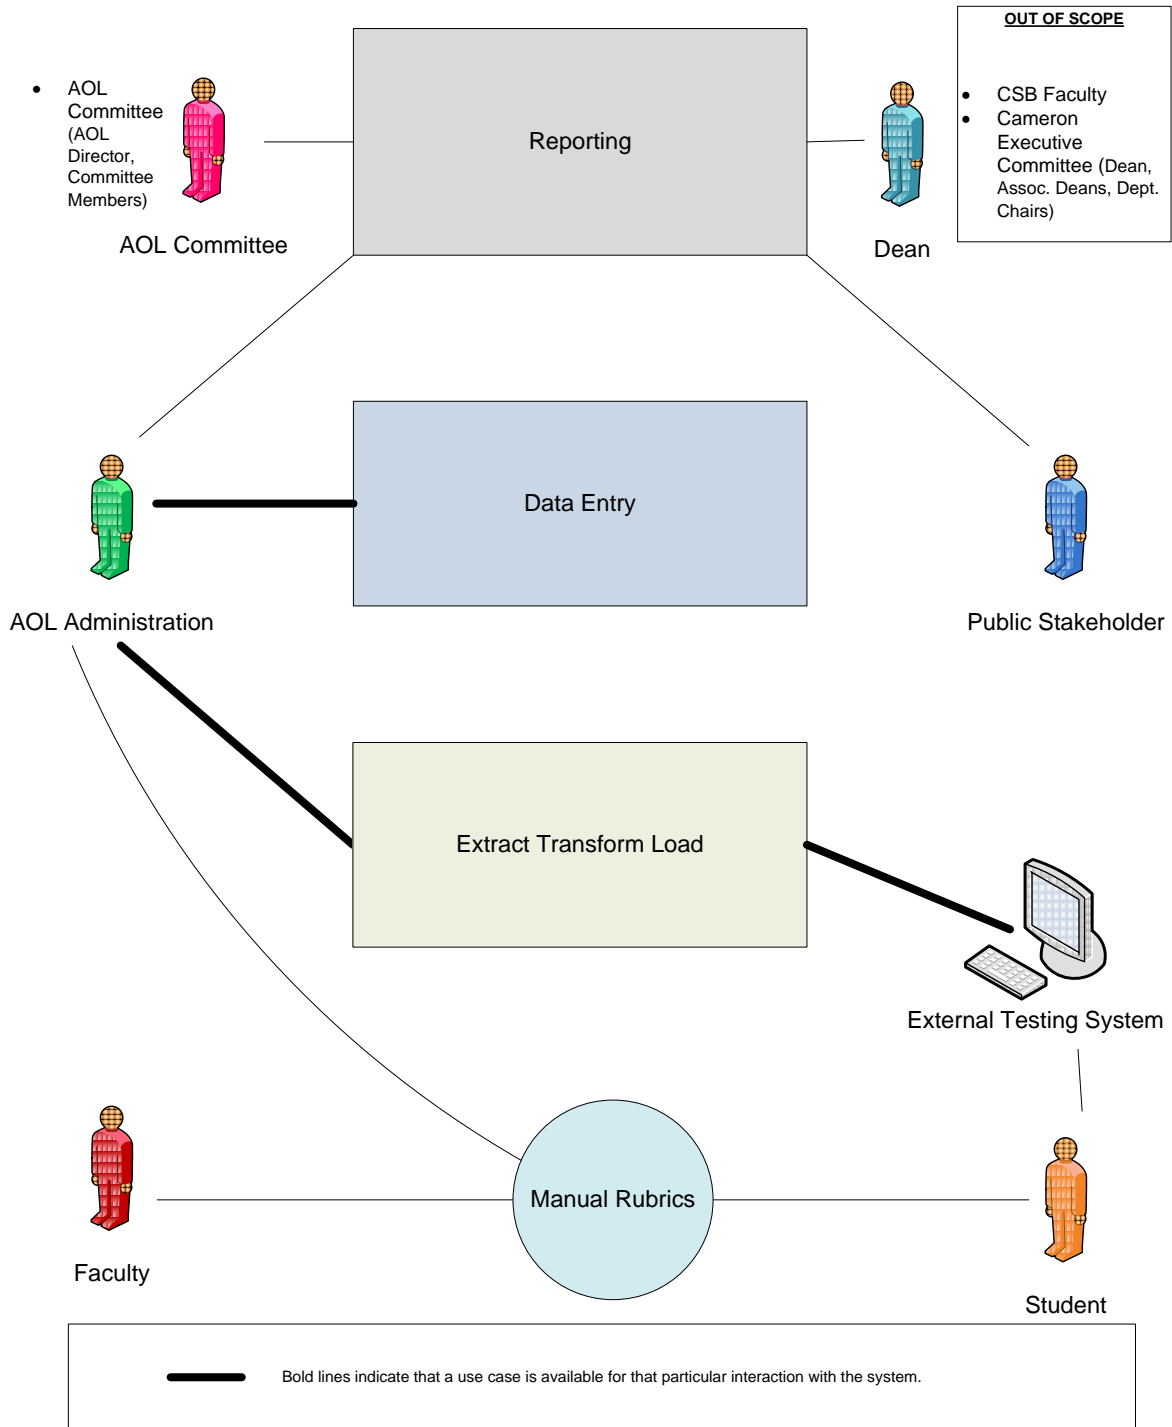 OUT OF SCOPE
• AOL
Committee
(AOL
Director,
Committee
Members)
AOL Committee
Reporting
Dean
• CSB Faculty
• Cameron
Executive
Committee (Dean,
Assoc. Deans, Dept.
Chairs)
Data Entry
AOL Administration
Public Stakeholder
Extract Transform Load
External Testing System
Manual Rubrics
Faculty
Student
Bold lines indicate that a use case is available for that particular interaction with the system.